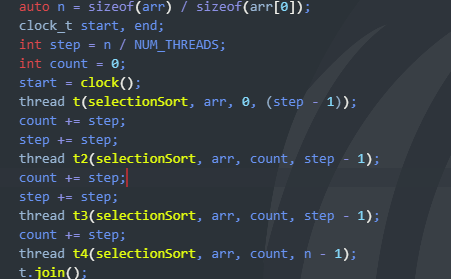 auto n = sizeof(arr) / sizeof(arr[0]);
clock_t start, end;
int step = n / NUM_THREADS;
int count = 0;
start = clock();
thread t(selectionSort, arr, 0, (step - 1));
count += step;
step += step;
thread t2(selectionSort, arr, count, step - 1);
count += step;
step += step;
thread t3(selectionSort, arr, count, step - 1);
count += step;
thread t4(selectionSort, arr, count, n - 1);
t.join();